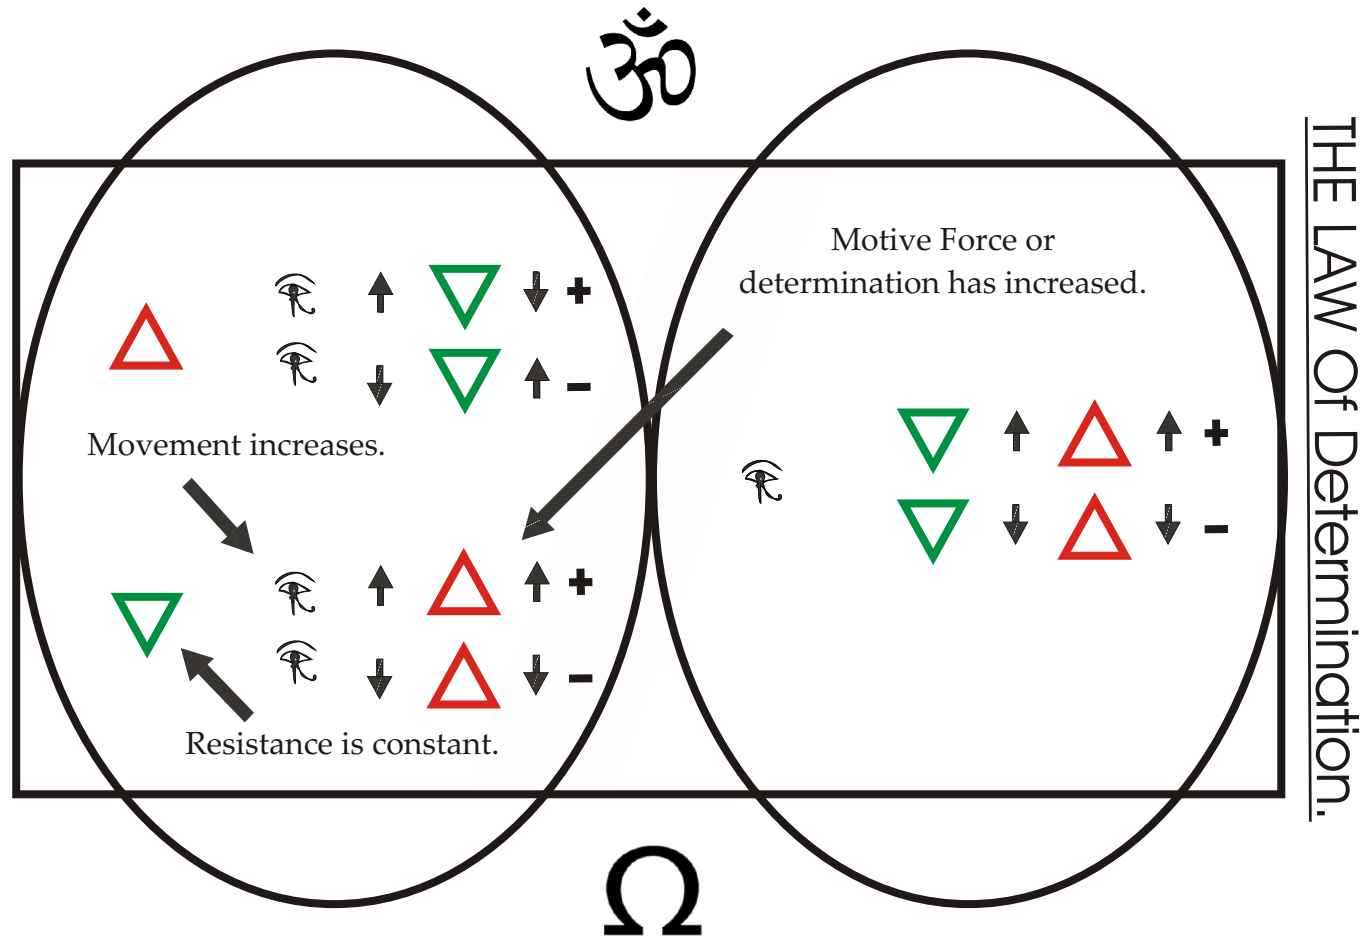 ॐ
Motive Force or
determination has increased.
+
−
Movement increases.
+
−
+
−
Resistance is constant.
Ω
THE LAW Of Determination.